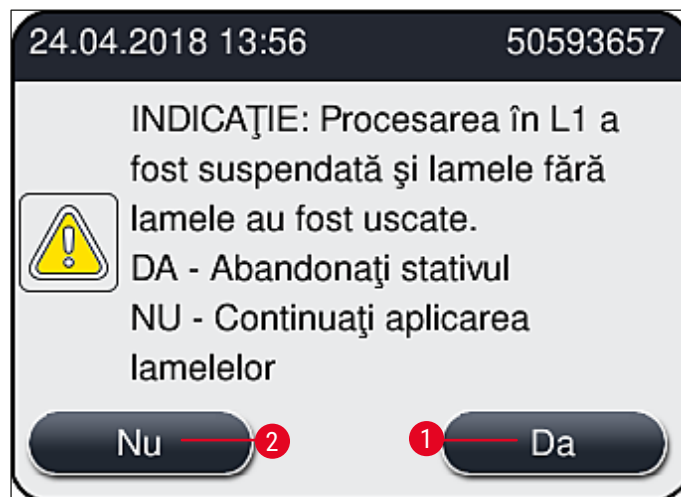 24.04.2018 13:56 50593657
INDICAŢIE: Procesarea în L1 a
fost suspendată şi lamele fără
lamele au fost uscate.
DA - Abandonaţi stativul
NU - Continuaţi aplicarea
lamelelor
Nu 2 1 Da